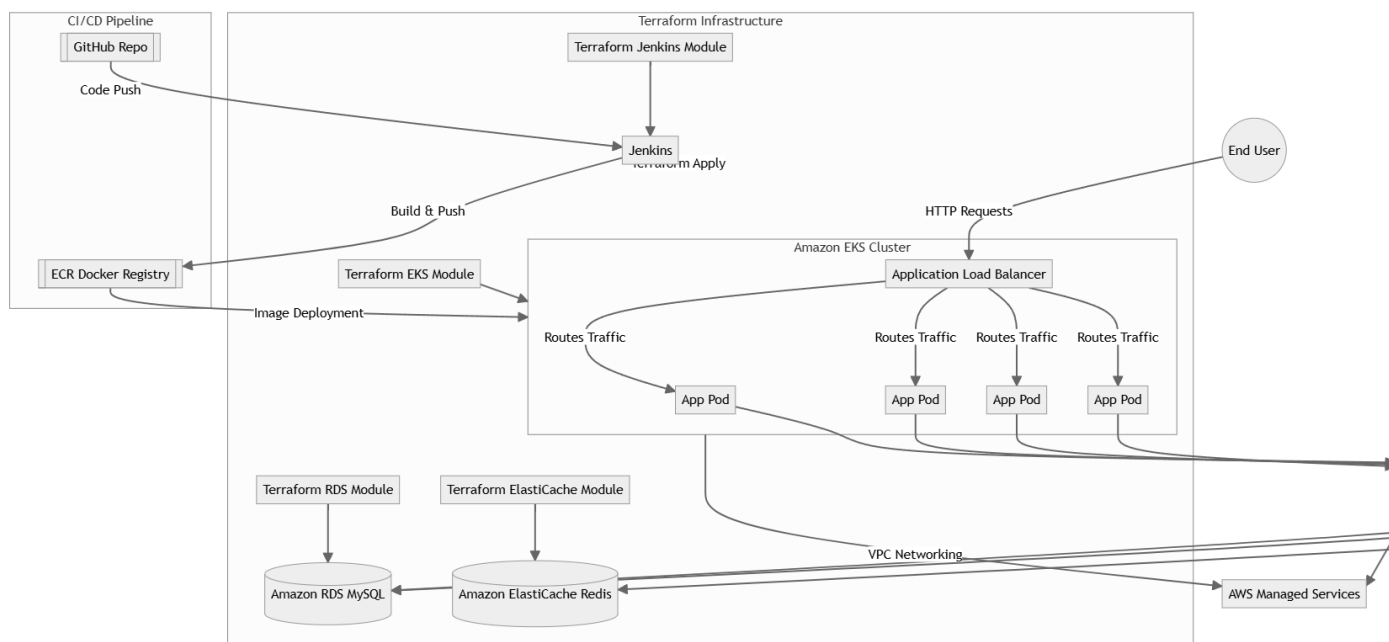 CI/CD Pipeline
Terraform Infrastructure
GitHub Repo
Terraform Jenkins Module
Code Push
Jenkins
Terraform Apply
End User
Build & Push
HTTP Requests
Amazon EKS Cluster
ECR Docker Registry
Terraform EKS Module
Application Load Balancer
Image Deployment
Routes Traffic
Routes Traffic
Routes Traffic
Routes Traffic
App Pod
App Pod
App Pod
App Pod
Terraform RDS Module
Terraform ElastiCache Module
VPC Networking
Amazon RDS MySQL
Amazon ElastiCache Redis
AWS Managed Services